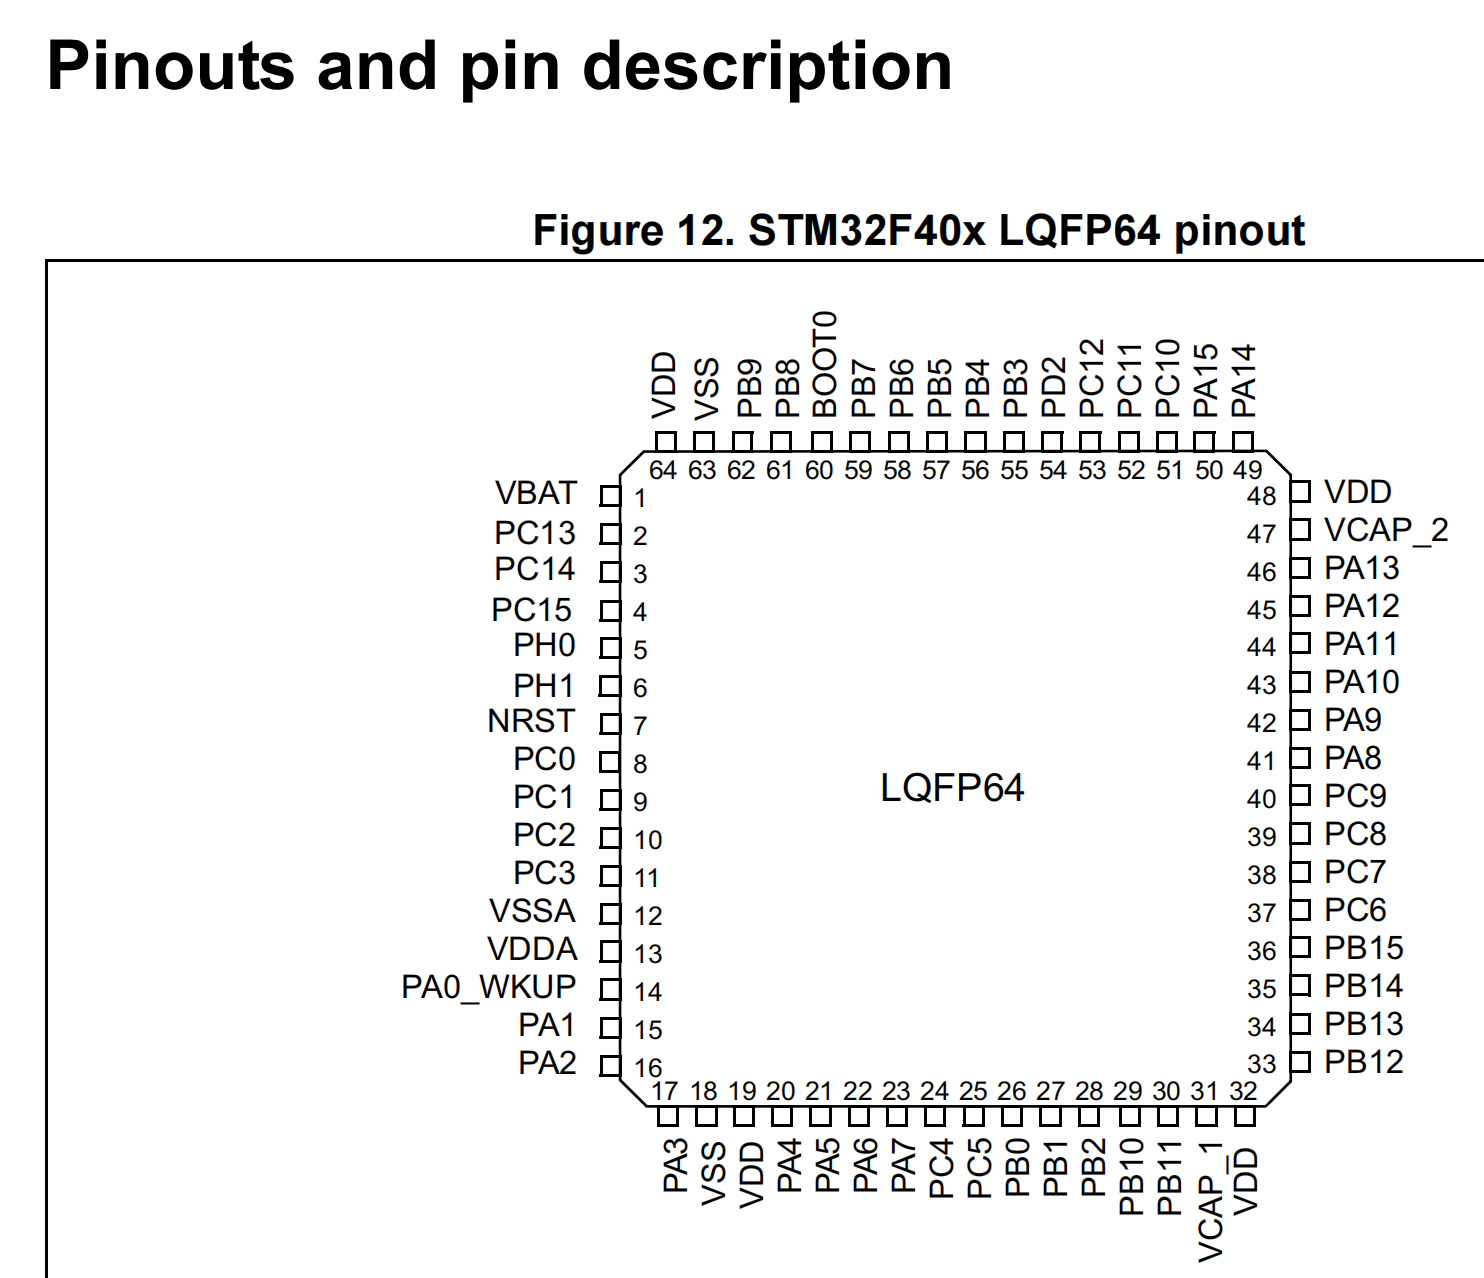 Pinouts and pin description
Figure 12. STM32F40x LQFP64 pinout
VDD VSS PB9 PB8 BOOT0 PB7 PB6 PB5 PB4 PB3 PD2 PC12 PC11 PC10 PA15 PA14
64 63 62 61 60 59 58 57 56 55 54 53 52 51 50 49
VBAT 1 48 VDD
PC13 2 47 VCAP_2
PC14 3 46 PA13
PC15 4 45 PA12
PH0 5 44 PA11
PH1 6 43 PA10
NRST 7 42 PA9
PC0 8 41 PA8
LQFP64
PC1 9 40 PC9
PC2 10 39 PC8
PC3 11 38 PC7
VSSA 12 37 PC6
VDDA 13 36 PB15
PA0_WKUP 14 35 PB14
PA1 15 34 PB13
PA2 16 33 PB12
17 18 19 20 21 22 23 24 25 26 27 28 29 30 31 32
PA3 VSS VDD PA4 PA5 PA6 PA7 PC4 PC5 PB0 PB1 PB2 PB10 PB11 VCAP_1 VDD